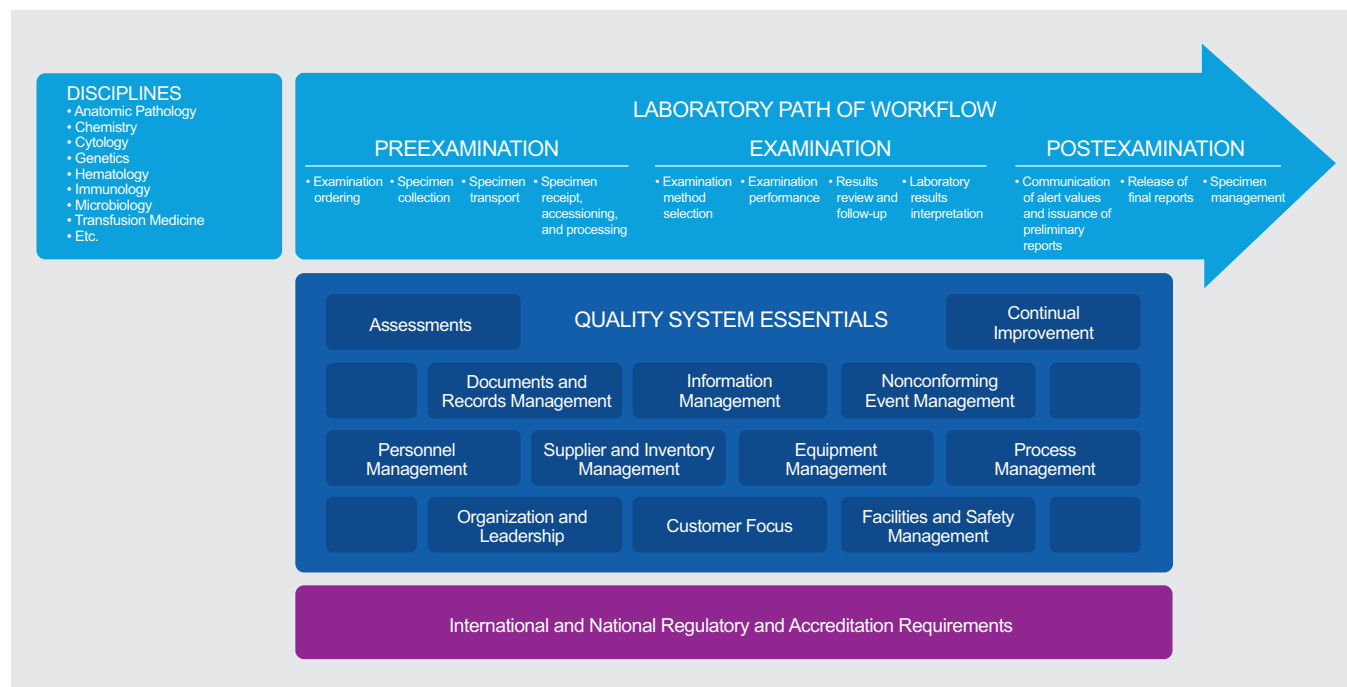 DISCIPLINES
• Anatomic Pathology
• Chemistry
• Cytology
• Genetics
• Hematology
• Immunology
• Microbiology
• Transfusion Medicine
• Etc.
LABORATORY PATH OF WORKFLOW
PREEXAMINATION
• Examination
ordering
• Specimen
collection
• Specimen
transport
• Specimen
receipt,
accessioning,
and processing
EXAMINATION
• Examination
method
selection
• Examination
performance
• Results
review and
follow-up
• Laboratory
results
interpretation
POSTEXAMINATION
• Communication
of alert values
and issuance of
preliminary
reports
• Release of
final reports
• Specimen
management
QUALITY SYSTEM ESSENTIALS
Assessments
Continual
Improvement
Documents and
Records Management
Information
Management
Nonconforming
Event Management
Personnel
Management
Supplier and Inventory
Management
Equipment
Management
Process
Management
Organization and
Leadership
Customer Focus
Facilities and Safety
Management
International and National Regulatory and Accreditation Requirements